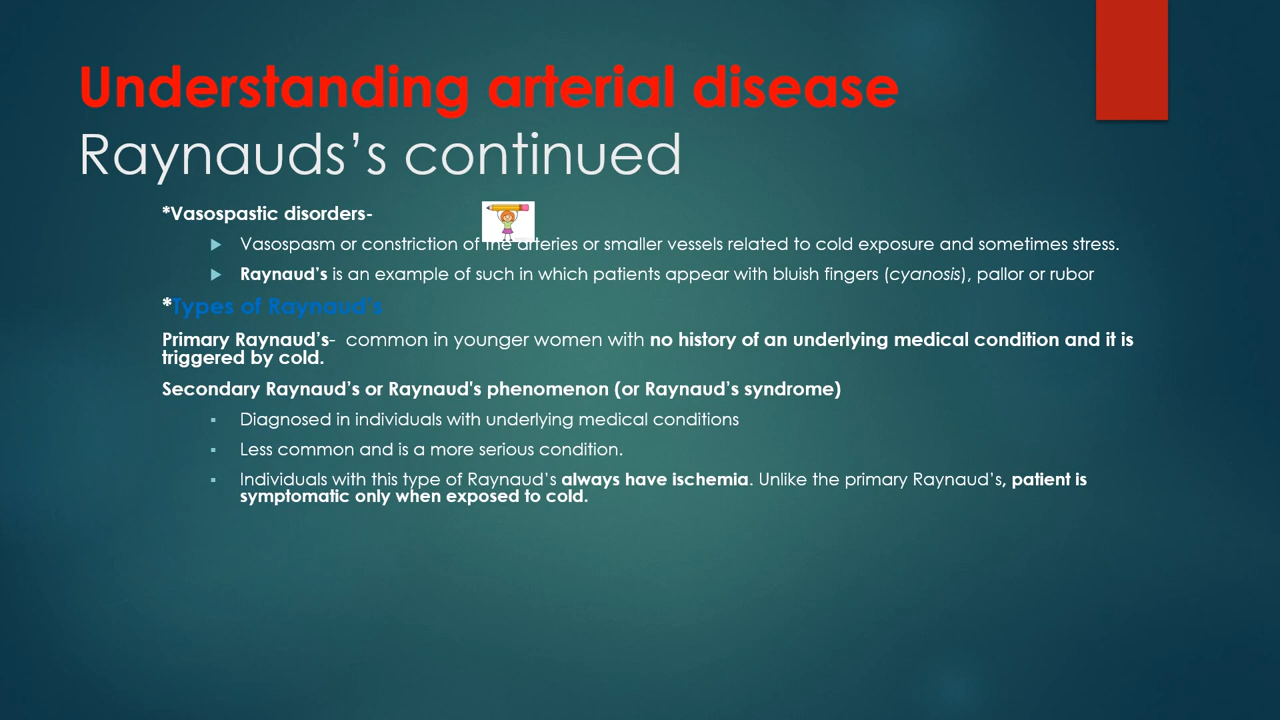 Understanding arterial disease
Raynauds’s continued
*Vasospastic disorders-
Vasospasm or constriction of the arteries or smaller vessels related to cold exposure and sometimes stress.
Raynaud’s is an example of such in which patients appear with bluish fingers (cyanosis), pallor or rubor
*Types of Raynaud’s
Primary Raynaud’s-  common in younger women with no history of an underlying medical condition and it is
triggered by cold.
Secondary Raynaud’s or Raynaud's phenomenon (or Raynaud’s syndrome)
Diagnosed in individuals with underlying medical conditions
Less common and is a more serious condition.
Individuals with this type of Raynaud’s always have ischemia. Unlike the primary Raynaud’s, patient is
symptomatic only when exposed to cold.